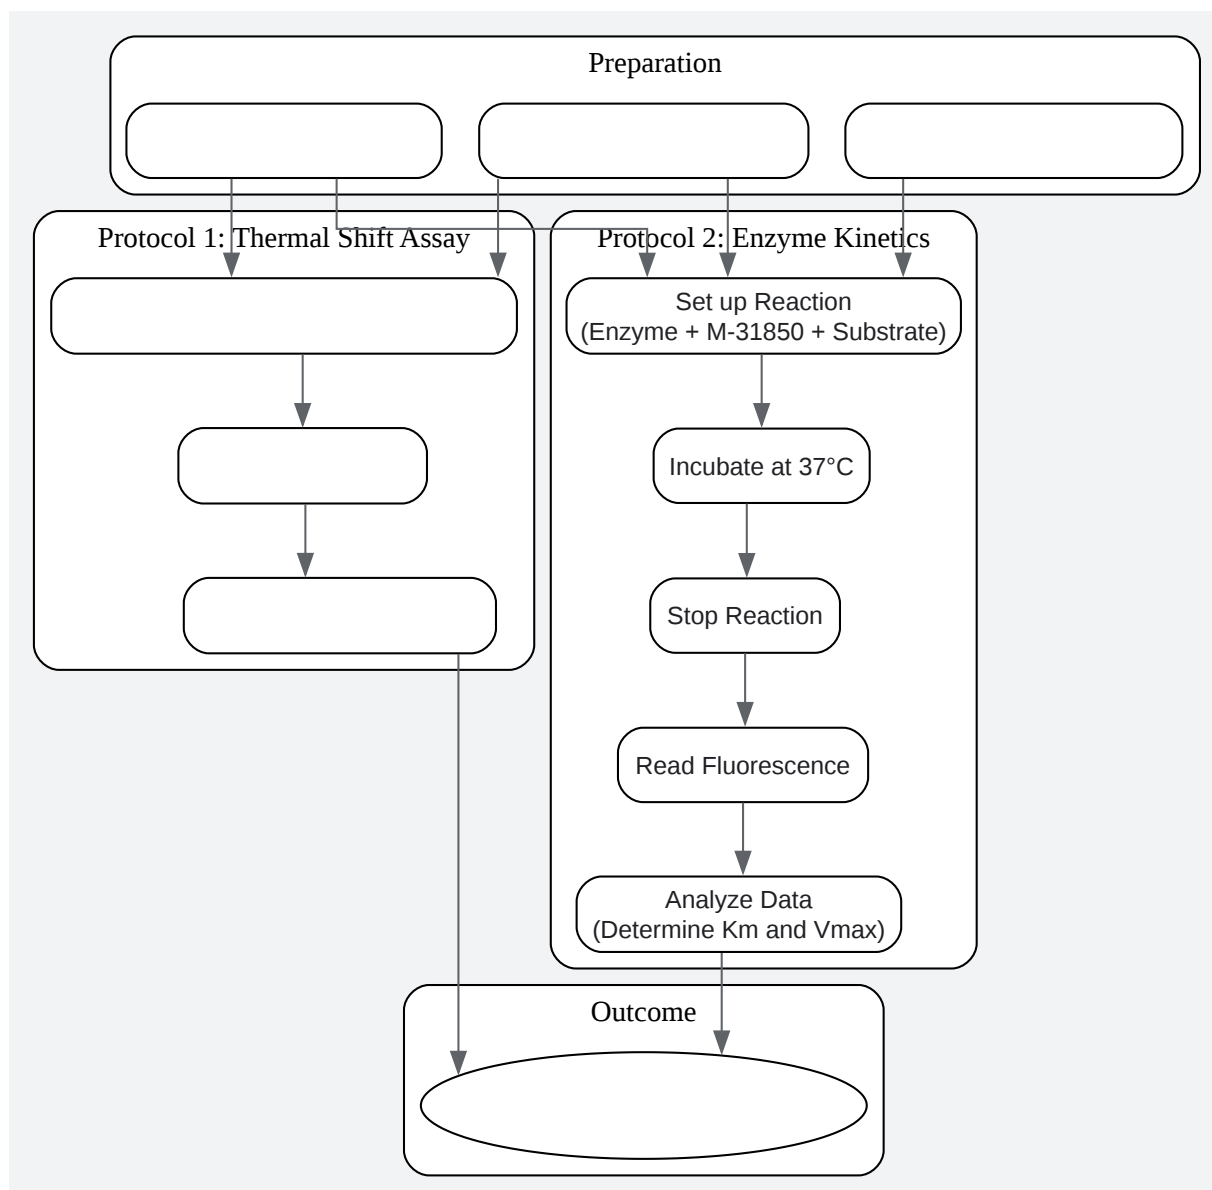 Preparation
Protocol 1: Thermal Shift Assay
Protocol 2: Enzyme Kinetics
Set up Reaction
(Enzyme + M-31850 + Substrate)
Incubate at 37°C
Stop Reaction
Read Fluorescence
Analyze Data
(Determine Km and Vmax)
Outcome